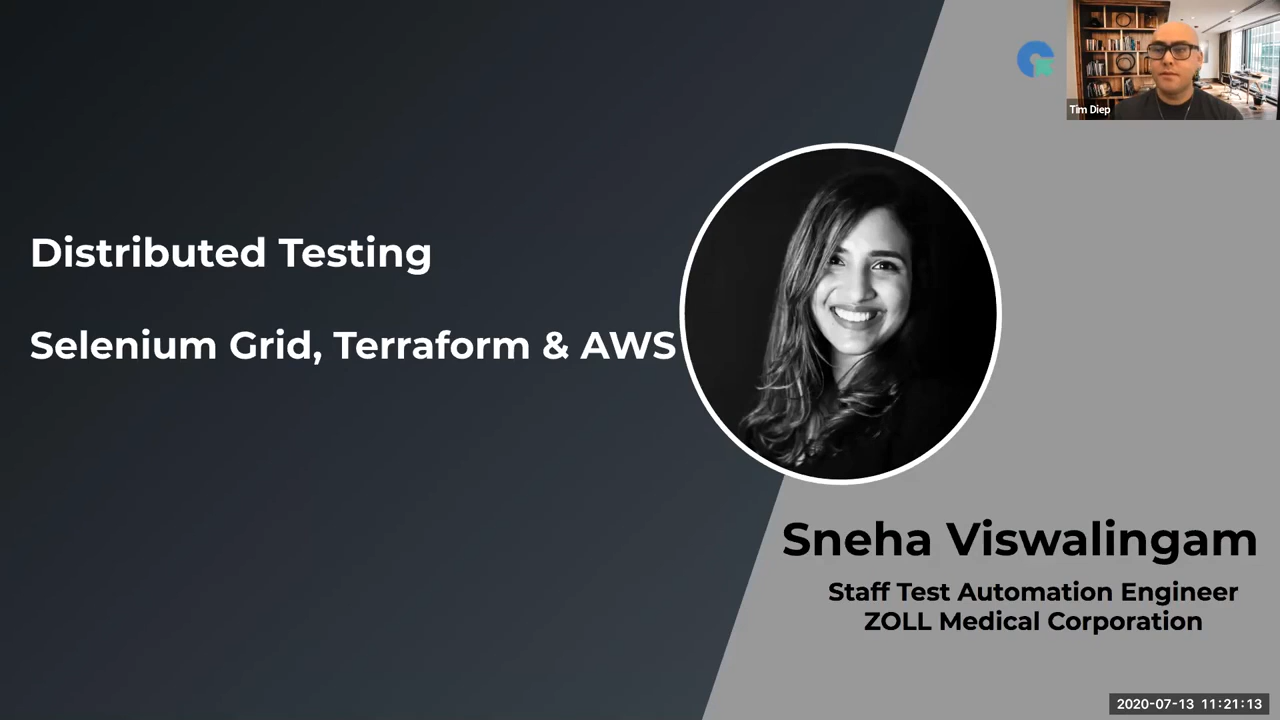 Tim Diep
Distributed Testing
Selenium Grid, Terraform & AWS
Sneha Viswalingam
Staff Test Automation Engineer
ZOLL Medical Corporation
2020-07-13 11:21:13